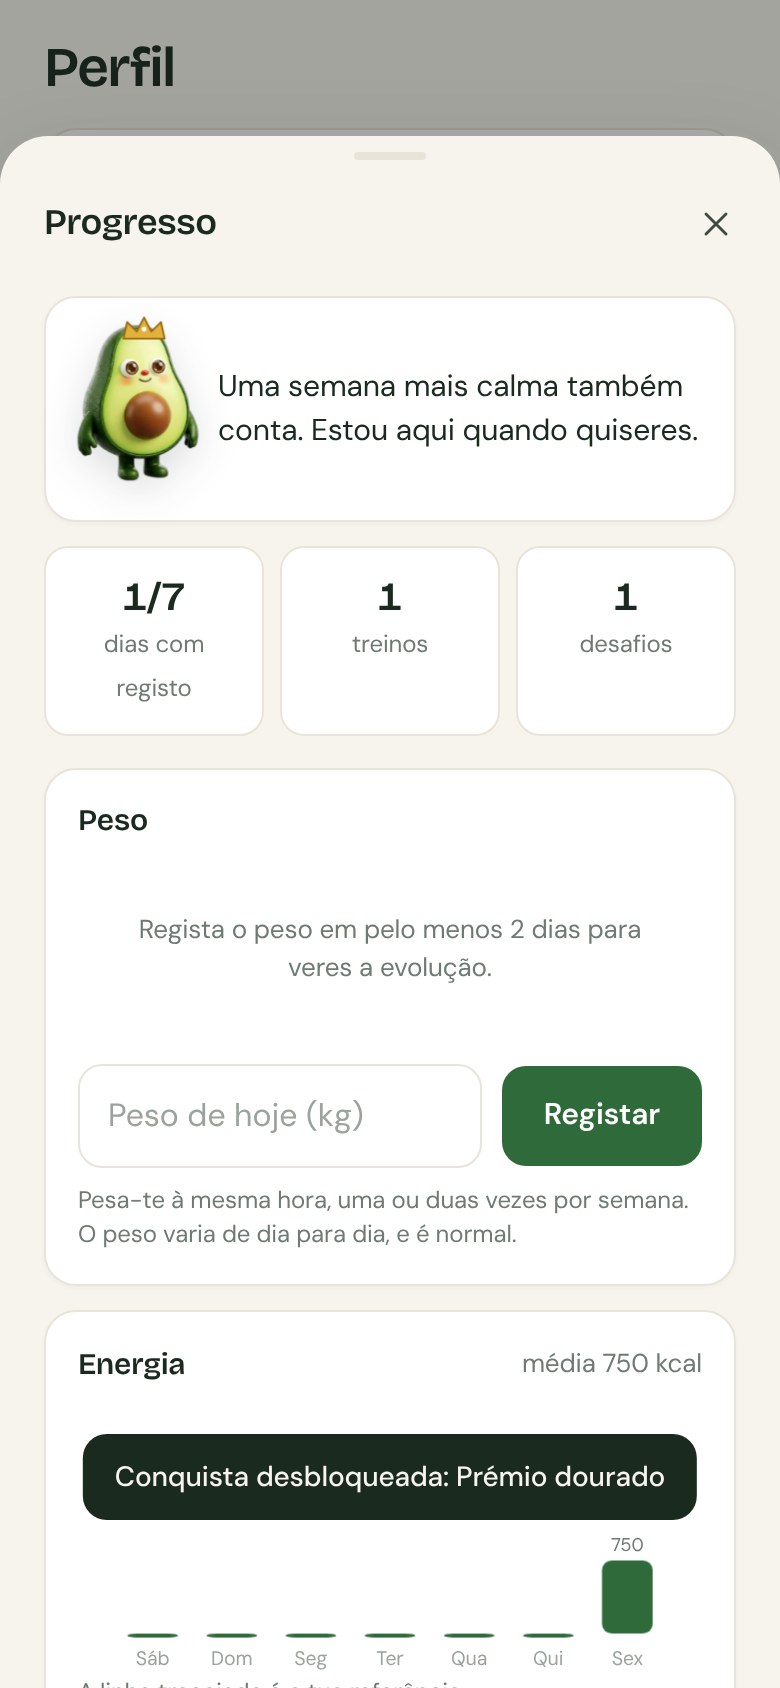 Perfil
Progresso
Uma semana mais calma também
conta. Estou aqui quando quiseres.
1/7
dias com
registo
1
treinos
1
desafios
Peso
Regista o peso em pelo menos 2 dias para
veres a evolução.
Peso de hoje (kg)
Registar
Pesa-te à mesma hora, uma ou duas vezes por semana.
O peso varia de dia para dia, e é normal.
Energia
média 750 kcal
Conquista desbloqueada: Prémio dourado
750
Sáb Dom Seg Ter Qua Qui Sex